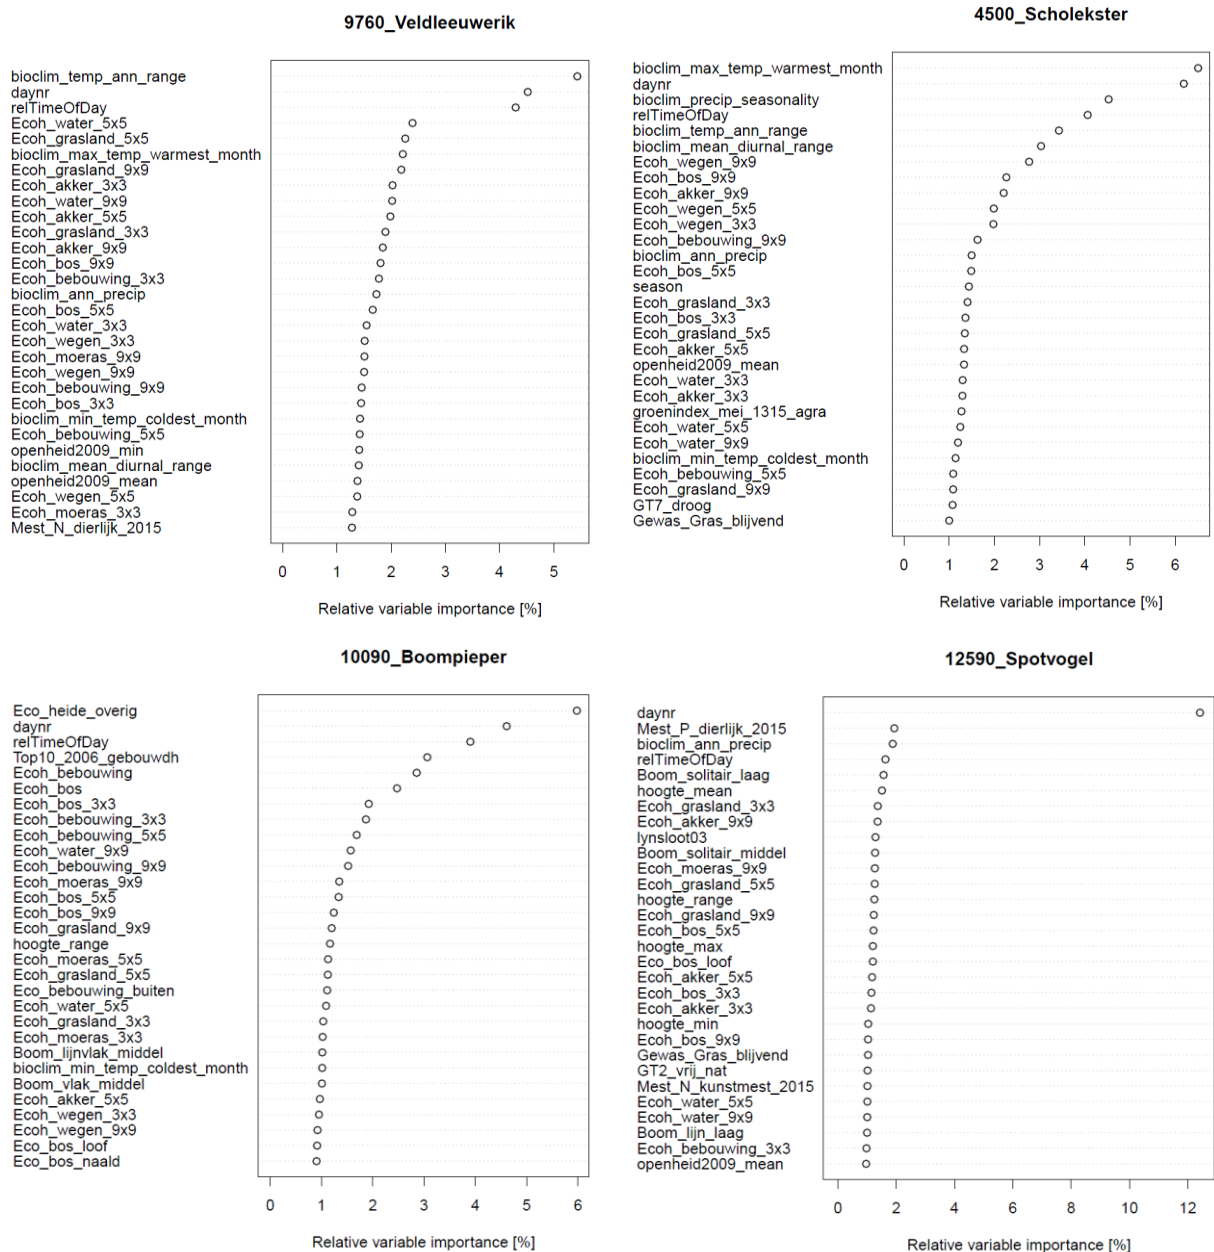 9760_Veldleeuwerik
bioclim_temp_ann_range
daynr
relTimeOfDay
Ecoh_water_5x5
Ecoh_grasland_5x5
bioclim_max_temp_warmest_month
Ecoh_grasland_9x9
Ecoh_akker_3x3
Ecoh_water_9x9
Ecoh_akker_5x5
Ecoh_grasland_3x3
Ecoh_akker_9x9
Ecoh_bos_9x9
Ecoh_bebouwing_3x3
bioclim_ann_precip
Ecoh_bos_5x5
Ecoh_water_3x3
Ecoh_wegen_3x3
Ecoh_moeras_9x9
Ecoh_wegen_9x9
Ecoh_bebouwing_9x9
Ecoh_bos_3x3
bioclim_min_temp_coldest_month
Ecoh_bebouwing_5x5
openheid2009_min
bioclim_mean_diurnal_range
openheid2009_mean
Ecoh_wegen_5x5
Ecoh_moeras_3x3
Mest_N_dierlijk_2015
0 1 2 3 4 5
Relative variable importance [%]
4500_Scholekster
bioclim_max_temp_warmest_month
daynr
bioclim_precip_seasonality
relTimeOfDay
bioclim_temp_ann_range
bioclim_mean_diurnal_range
Ecoh_wegen_9x9
Ecoh_bos_9x9
Ecoh_akker_9x9
Ecoh_wegen_5x5
Ecoh_wegen_3x3
Ecoh_bebouwing_9x9
bioclim_ann_precip
Ecoh_bos_5x5
season
Ecoh_grasland_3x3
Ecoh_bos_3x3
Ecoh_grasland_5x5
Ecoh_akker_5x5
openheid2009_mean
Ecoh_water_3x3
Ecoh_akker_3x3
groenindex_mei_1315_agra
Ecoh_water_5x5
Ecoh_water_9x9
bioclim_min_temp_coldest_month
Ecoh_bebouwing_5x5
Ecoh_grasland_9x9
GT7_droog
Gewas_Gras_blijvend
0 1 2 3 4 5 6
Relative variable importance [%]
10090_Boompieper
Eco_heide_overig
daynr
relTimeOfDay
Top10_2006_gebouwdh
Ecoh_bebouwing
Ecoh_bos
Ecoh_bos_3x3
Ecoh_bebouwing_3x3
Ecoh_bebouwing_5x5
Ecoh_water_9x9
Ecoh_bebouwing_9x9
Ecoh_moeras_9x9
Ecoh_bos_5x5
Ecoh_bos_9x9
Ecoh_grasland_9x9
hoogte_range
Ecoh_moeras_5x5
Ecoh_grasland_5x5
Eco_bebouwing_buiten
Ecoh_water_5x5
Ecoh_grasland_3x3
Ecoh_moeras_3x3
Boom_lijnvlak_middel
bioclim_min_temp_coldest_month
Boom_vlak_middel
Ecoh_akker_5x5
Ecoh_wegen_3x3
Ecoh_wegen_9x9
Eco_bos_loof
Eco_bos_naald
0 1 2 3 4 5 6
Relative variable importance [%]
12590_Spotvogel
daynr
Mest_P_dierlijk_2015
bioclim_ann_precip
relTimeOfDay
Boom_solitair_laag
hoogte_mean
Ecoh_grasland_3x3
Ecoh_akker_9x9
lynsloot03
Boom_solitair_middel
Ecoh_moeras_9x9
Ecoh_grasland_5x5
hoogte_range
Ecoh_grasland_9x9
Ecoh_bos_5x5
hoogte_max
Eco_bos_loof
Ecoh_akker_5x5
Ecoh_bos_3x3
Ecoh_akker_3x3
hoogte_min
Ecoh_bos_9x9
Gewas_Gras_blijvend
GT2_vrij_nat
Mest_N_kunstmest_2015
Ecoh_water_5x5
Ecoh_water_9x9
Boom_lijn_laag
Ecoh_bebouwing_3x3
openheid2009_mean
0 2 4 6 8 10 12
Relative variable importance [%]